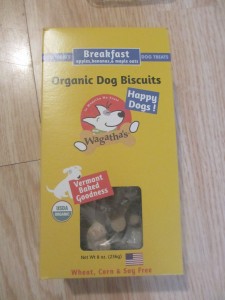 Breakfast
apples, bananas, & maple oats
DOG TREATS
Organic Dog Biscuits
Happy
Dogs!
Wagatha's
Vermont
Baked
Goodness
USDA
ORGANIC
Net Wt 8 oz. (226g)
Wheat, Corn & Soy Free